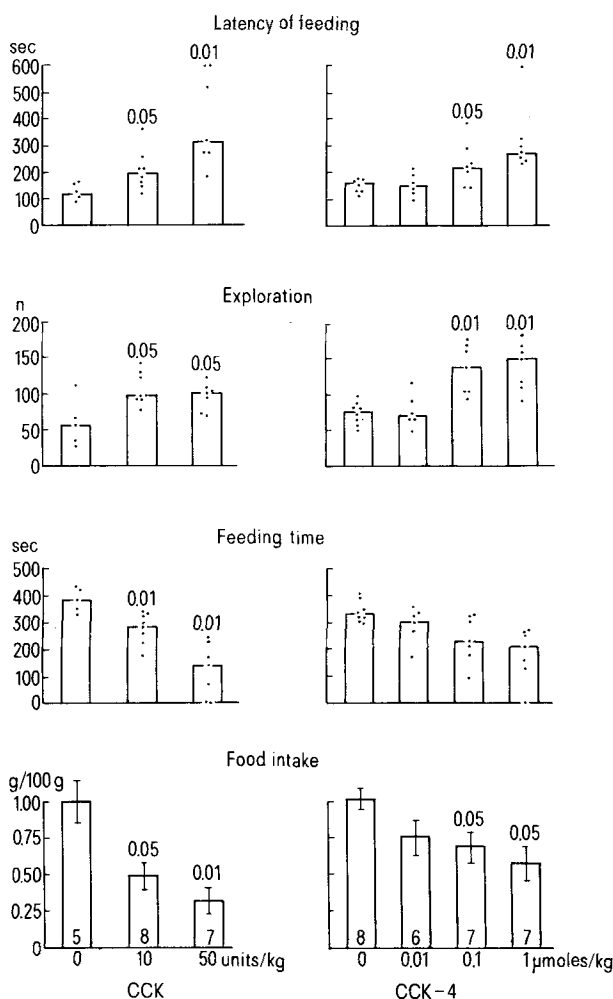 Latency of feeding
sec
600
500
400
300
200
100
0
0.05
0.01
0.05
0.01
Exploration
n
200
150
100
50
0
0.05
0.05
0.01
0.01
Feeding time
sec
500
400
300
200
100
0
0.01
0.01
Food intake
g/100 g
1.00
0.75
0.50
0.25
0
0.05
0.01
0.05
0.05
5 8 7
8 6 7 7
0 10 50 units/kg
0 0,01 0,1 1 µmoles/kg
CCK
CCK-4